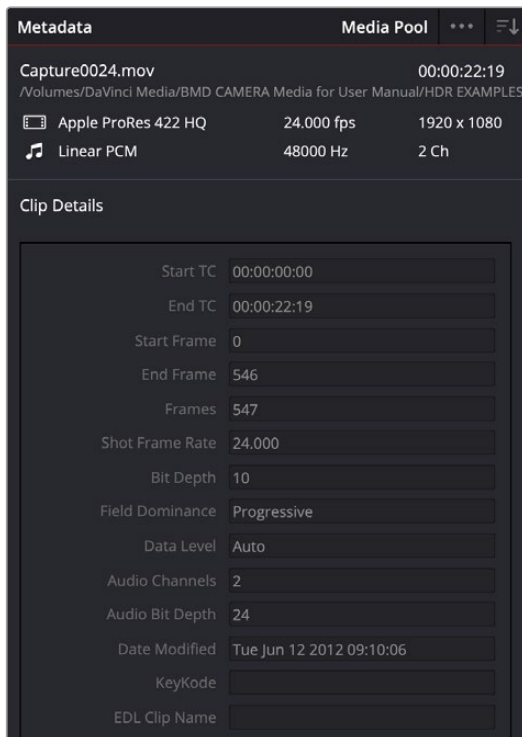 Metadata Media Pool •••
Capture0024.mov 00:00:22:19
/Volumes/DaVinci Media/BMD CAMERA Media for User Manual/HDR EXAMPLES
Apple ProRes 422 HQ 24.000 fps 1920 x 1080
Linear PCM 48000 Hz 2 Ch
Clip Details
Start TC 00:00:00:00
End TC 00:00:22:19
Start Frame 0
End Frame 546
Frames 547
Shot Frame Rate 24.000
Bit Depth 10
Field Dominance Progressive
Data Level Auto
Audio Channels 2
Audio Bit Depth 24
Date Modified Tue Jun 12 2012 09:10:06
KeyKode
EDL Clip Name